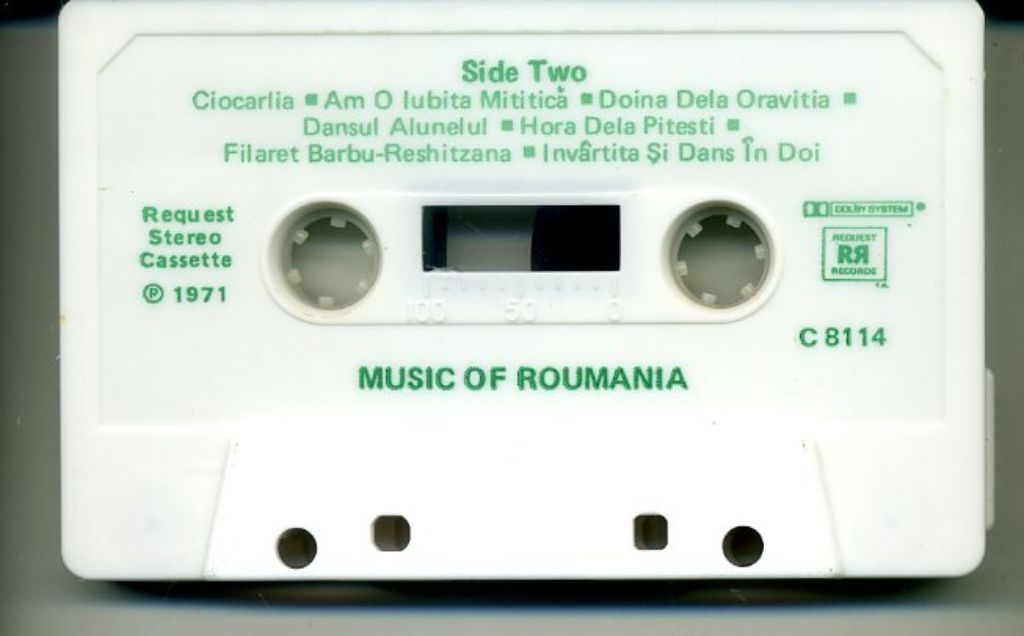 Side Two
Ciocarlia ■ Am O Iubita Mititică ■ Doina Dela Oravitia ■
Dansul Alunelul ■ Hora Dela Pitesti ■
Filaret Barbu-Reshitzana ■ Invârtita Şi Dans În Doi
Request
Stereo
Cassette
℗ 1971
DOLBY SYSTEM ®
REQUEST
RR
RECORDS
C 8114
100 50 0
MUSIC OF ROUMANIA